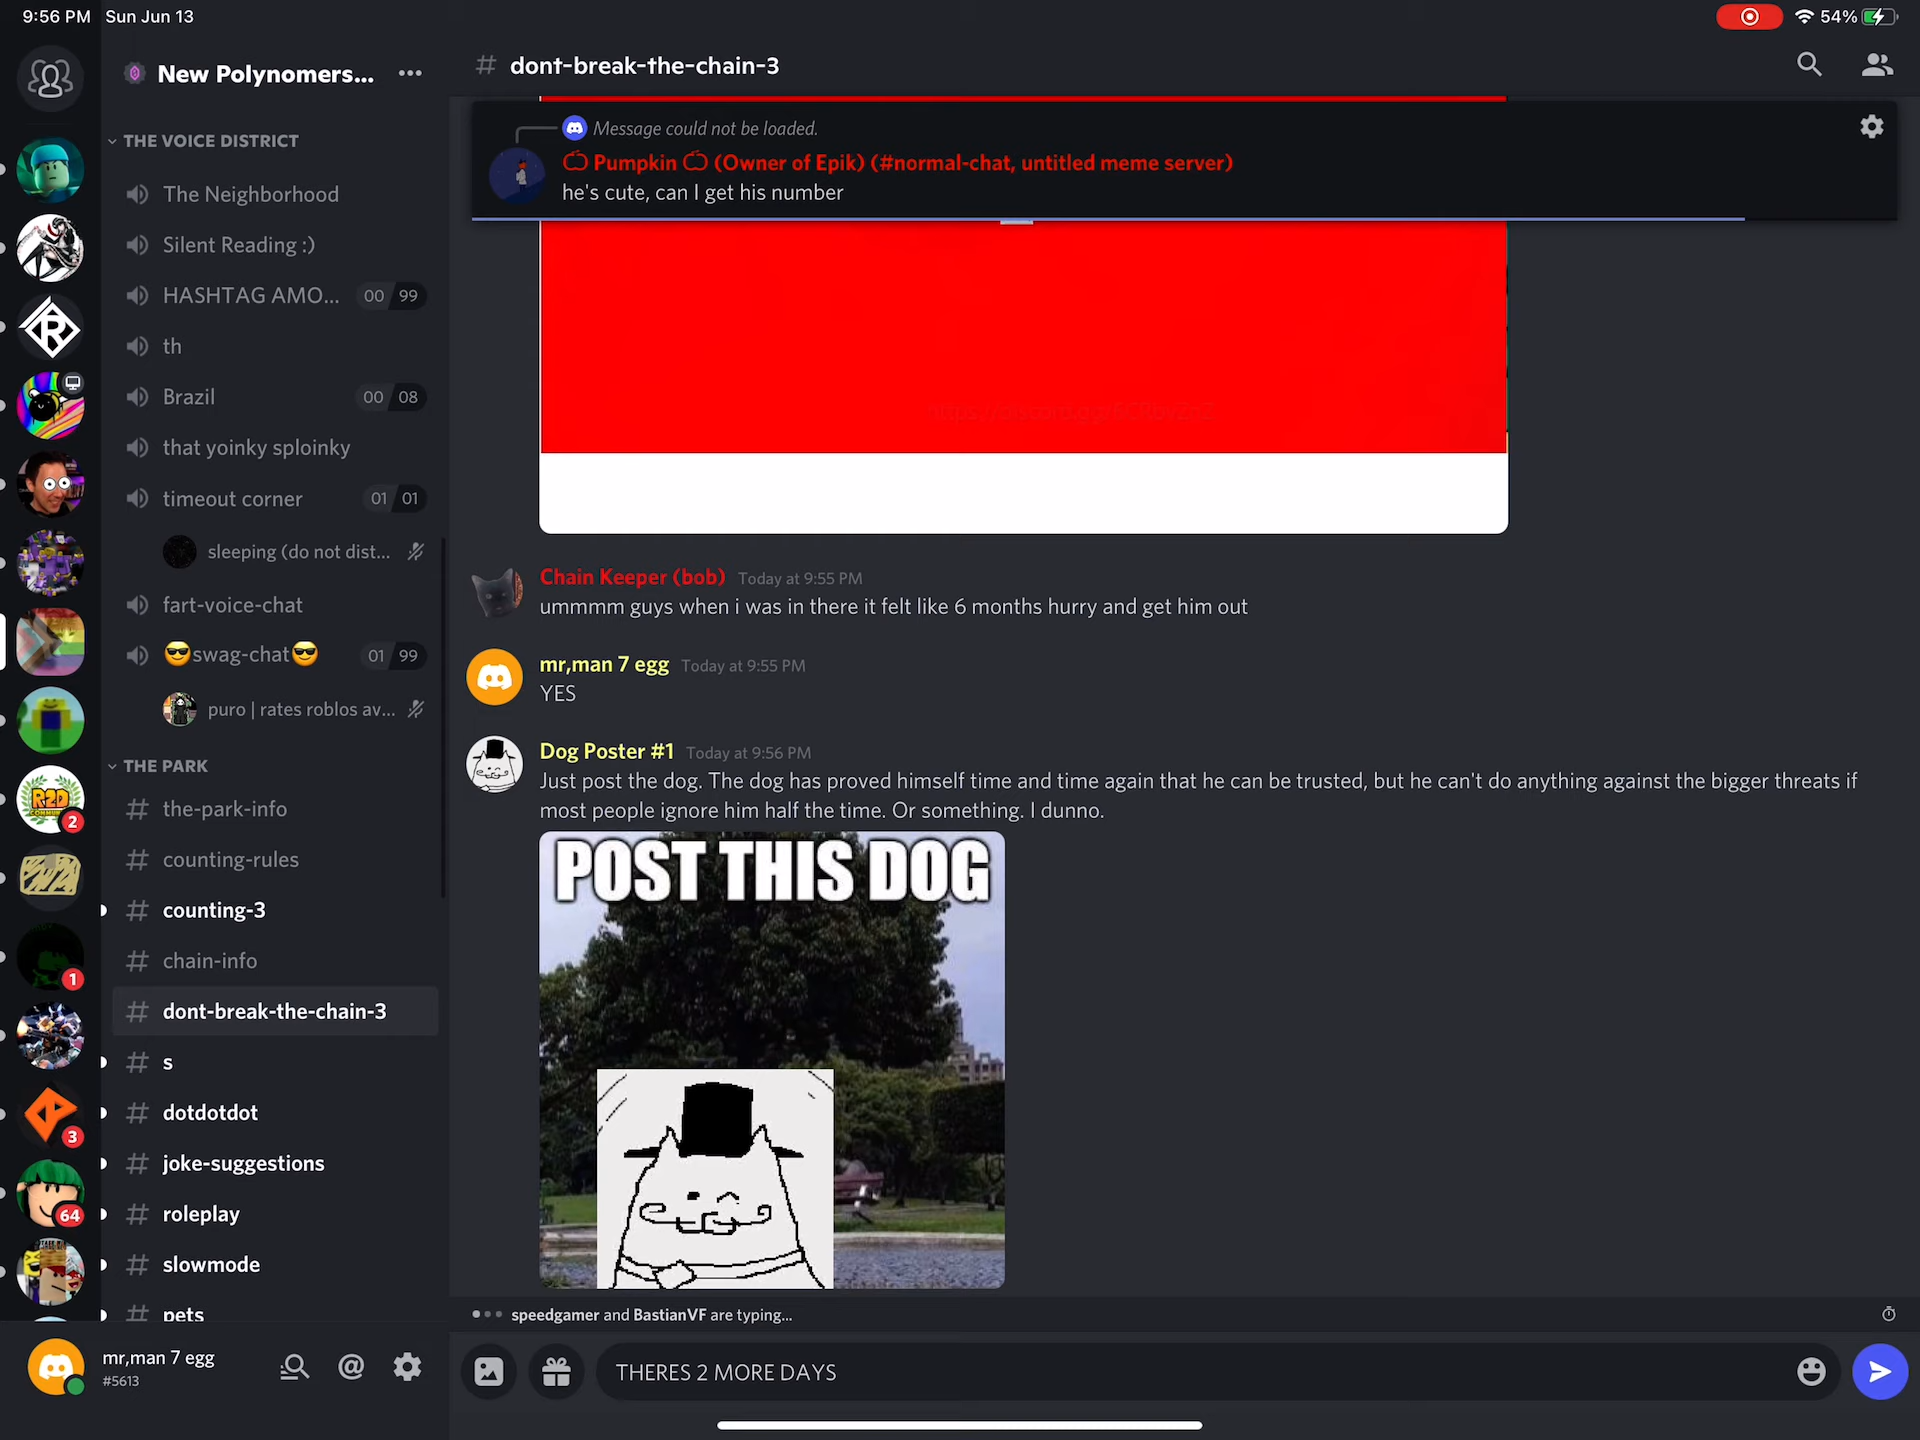 9:56 PM Sun Jun 13
54%
New Polynomers...
dont-break-the-chain-3
Message could not be loaded.
Pumpkin (Owner of Epik) (#normal-chat, untitled meme server)
he's cute, can I get his number
THE VOICE DISTRICT
The Neighborhood
Silent Reading :)
HASHTAG AMO... 00 99
th
Brazil 00 08
that yoinky sploinky
timeout corner 01 01
sleeping (do not dist...
fart-voice-chat
😎swag-chat😎 01 99
puro | rates roblos av...
THE PARK
the-park-info
counting-rules
counting-3
chain-info
dont-break-the-chain-3
s
dotdotdot
joke-suggestions
roleplay
slowmode
pets
R2D
2
1
3
64
Chain Keeper (bob) Today at 9:55 PM
ummmm guys when i was in there it felt like 6 months hurry and get him out
mr,man 7 egg Today at 9:55 PM
YES
Dog Poster #1 Today at 9:56 PM
Just post the dog. The dog has proved himself time and time again that he can be trusted, but he can't do anything against the bigger threats if
most people ignore him half the time. Or something. I dunno.
POST THIS DOG
speedgamer and BastianVF are typing...
mr,man 7 egg
#5613
THERES 2 MORE DAYS